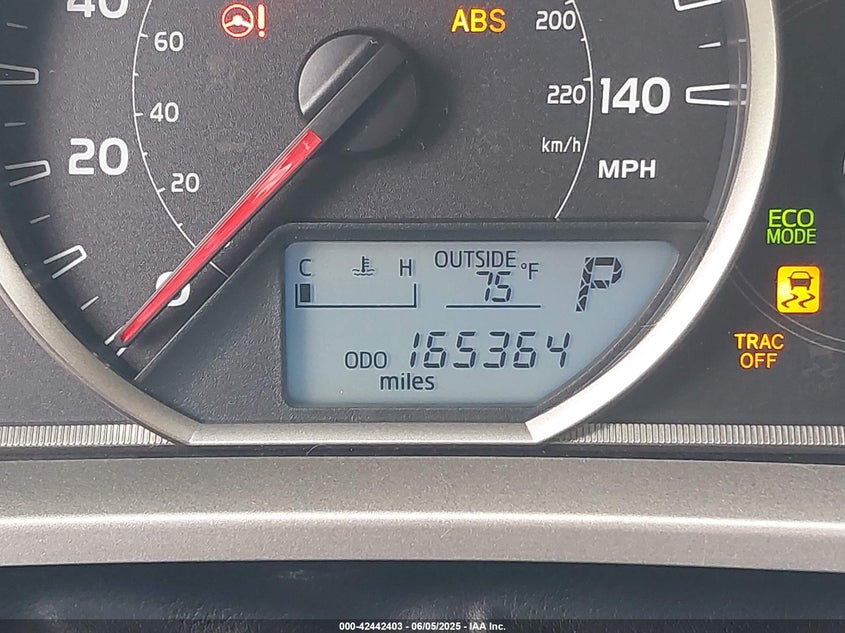 40
60
ABS
200
40
220
140
km/h
20
20
MPH
ECO
MODE
OUTSIDE
C
H
75 °F
P
0
TRAC
OFF
ODO 165364
miles
000-42442403 - 06/05/2025 - IAA Inc.